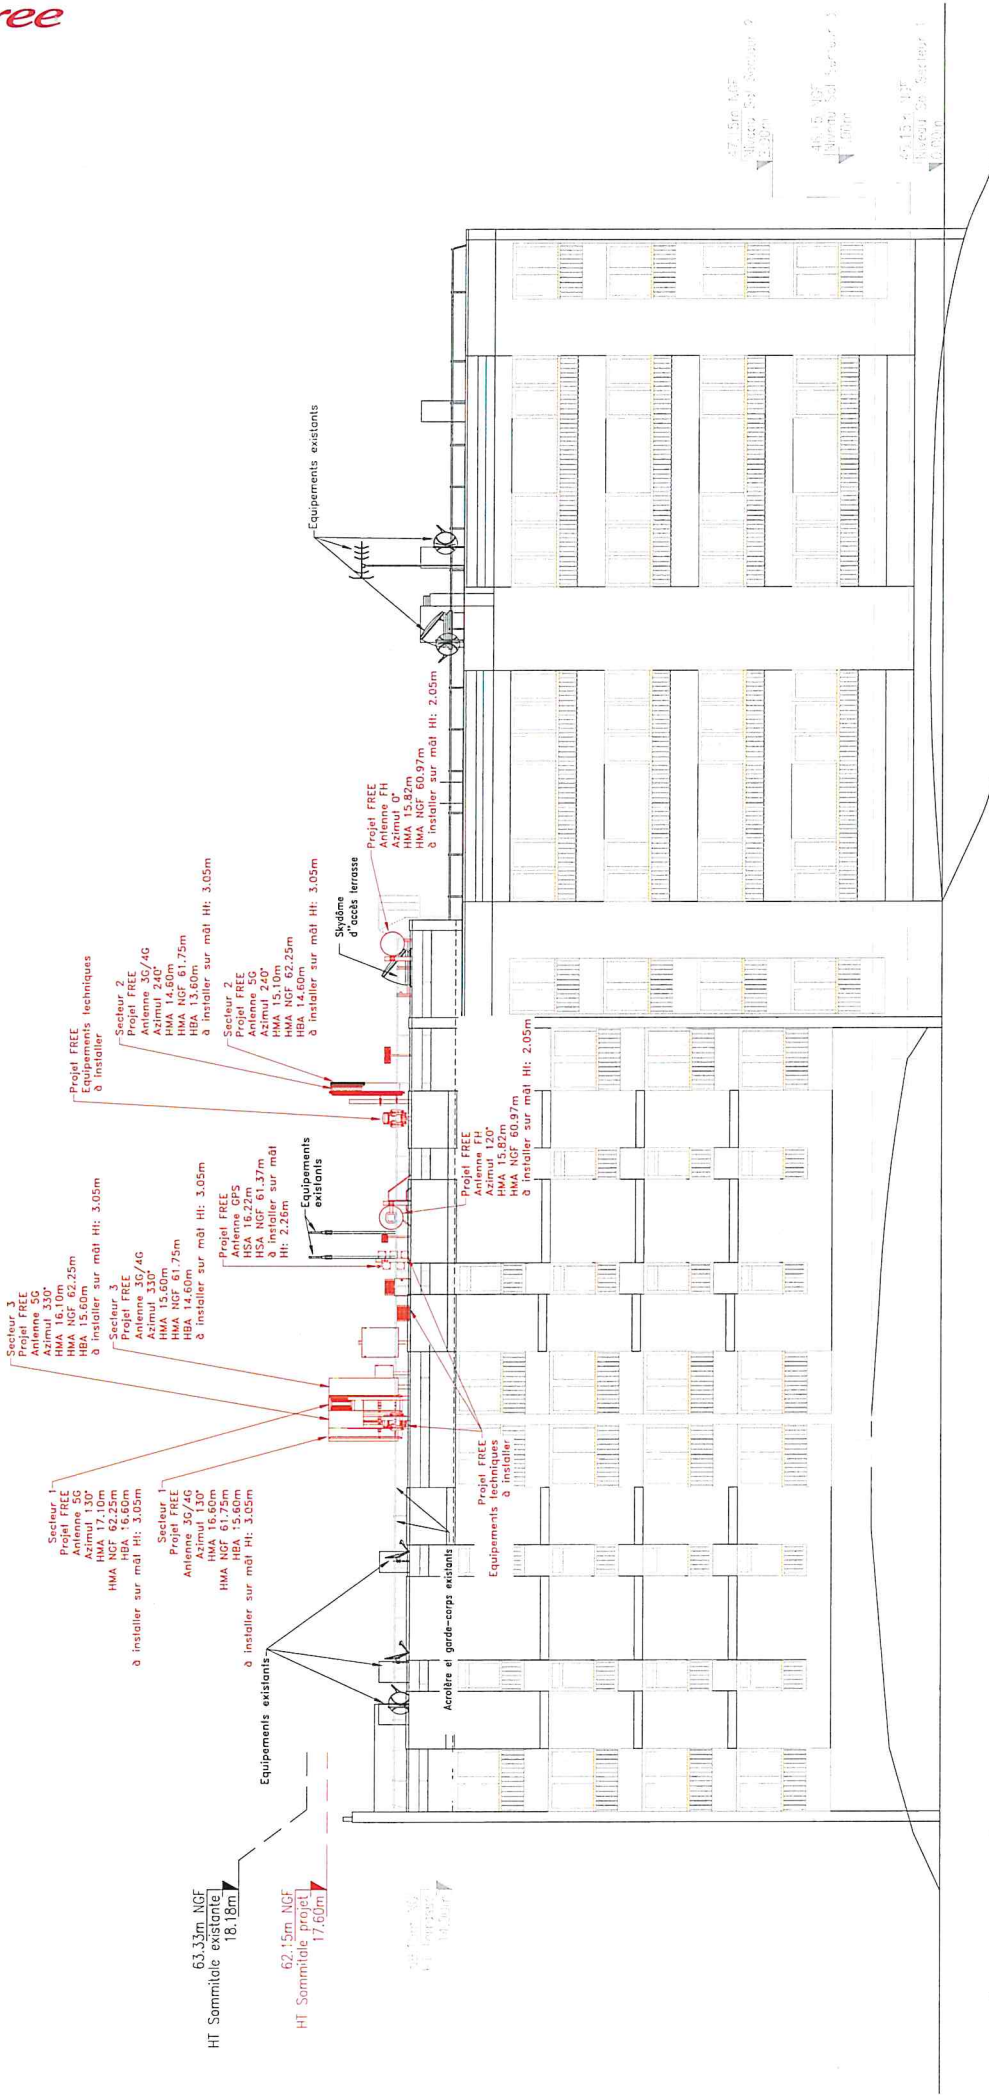 ree
63.33m NGF
HT Sommitale existante
18.18m
62.15m NGF
HT Sommitale projet
17.60m
Equipements existants
Secteur 1
Projet FREE
Antenne 5G
Azimut 130°
HMA 17.10m
HMA NGF 62.25m
HBA 16.60m
à installer sur mât Ht: 3.05m
Secteur 1
Projet FREE
Antenne 3G/4G
Azimut 130°
HMA 16.60m
HMA NGF 61.75m
HBA 15.60m
à installer sur mât Ht: 3.05m
Acrotère et garde-corps existants
Projet FREE
Equipements techniques
à installer
Secteur 3
Projet FREE
Antenne 5G
Azimut 330°
HMA 16.10m
HMA NGF 62.25m
HBA 15.60m
à installer sur mât Ht: 3.05m
Secteur 3
Projet FREE
Antenne 3G/4G
Azimut 330°
HMA 15.60m
HMA NGF 61.75m
HBA 14.60m
à installer sur mât Ht: 3.05m
Projet FREE
Antenne GPS
HSA 16.22m
HSA NGF 61.37m
à installer sur mât
Ht: 2.26m
Equipements
existants
Projet FREE
Antenne FH
Azimut 120°
HMA 15.82m
HMA NGF 60.97m
à installer sur mât Ht: 2.05m
Projet FREE
Equipements techniques
à installer
Secteur 2
Projet FREE
Antenne 3G/4G
Azimut 240°
HMA 14.60m
HMA NGF 61.75m
HBA 13.60m
à installer sur mât Ht: 3.05m
Secteur 2
Projet FREE
Antenne 5G
Azimut 240°
HMA 15.10m
HMA NGF 62.25m
HBA 14.60m
à installer sur mât Ht: 3.05m
Skydôme
d''accès terrasse
Projet FREE
Antenne FH
Azimut 0°
HMA 15.82m
HMA NGF 60.97m
à installer sur mât Ht: 2.05m
Equipements existants